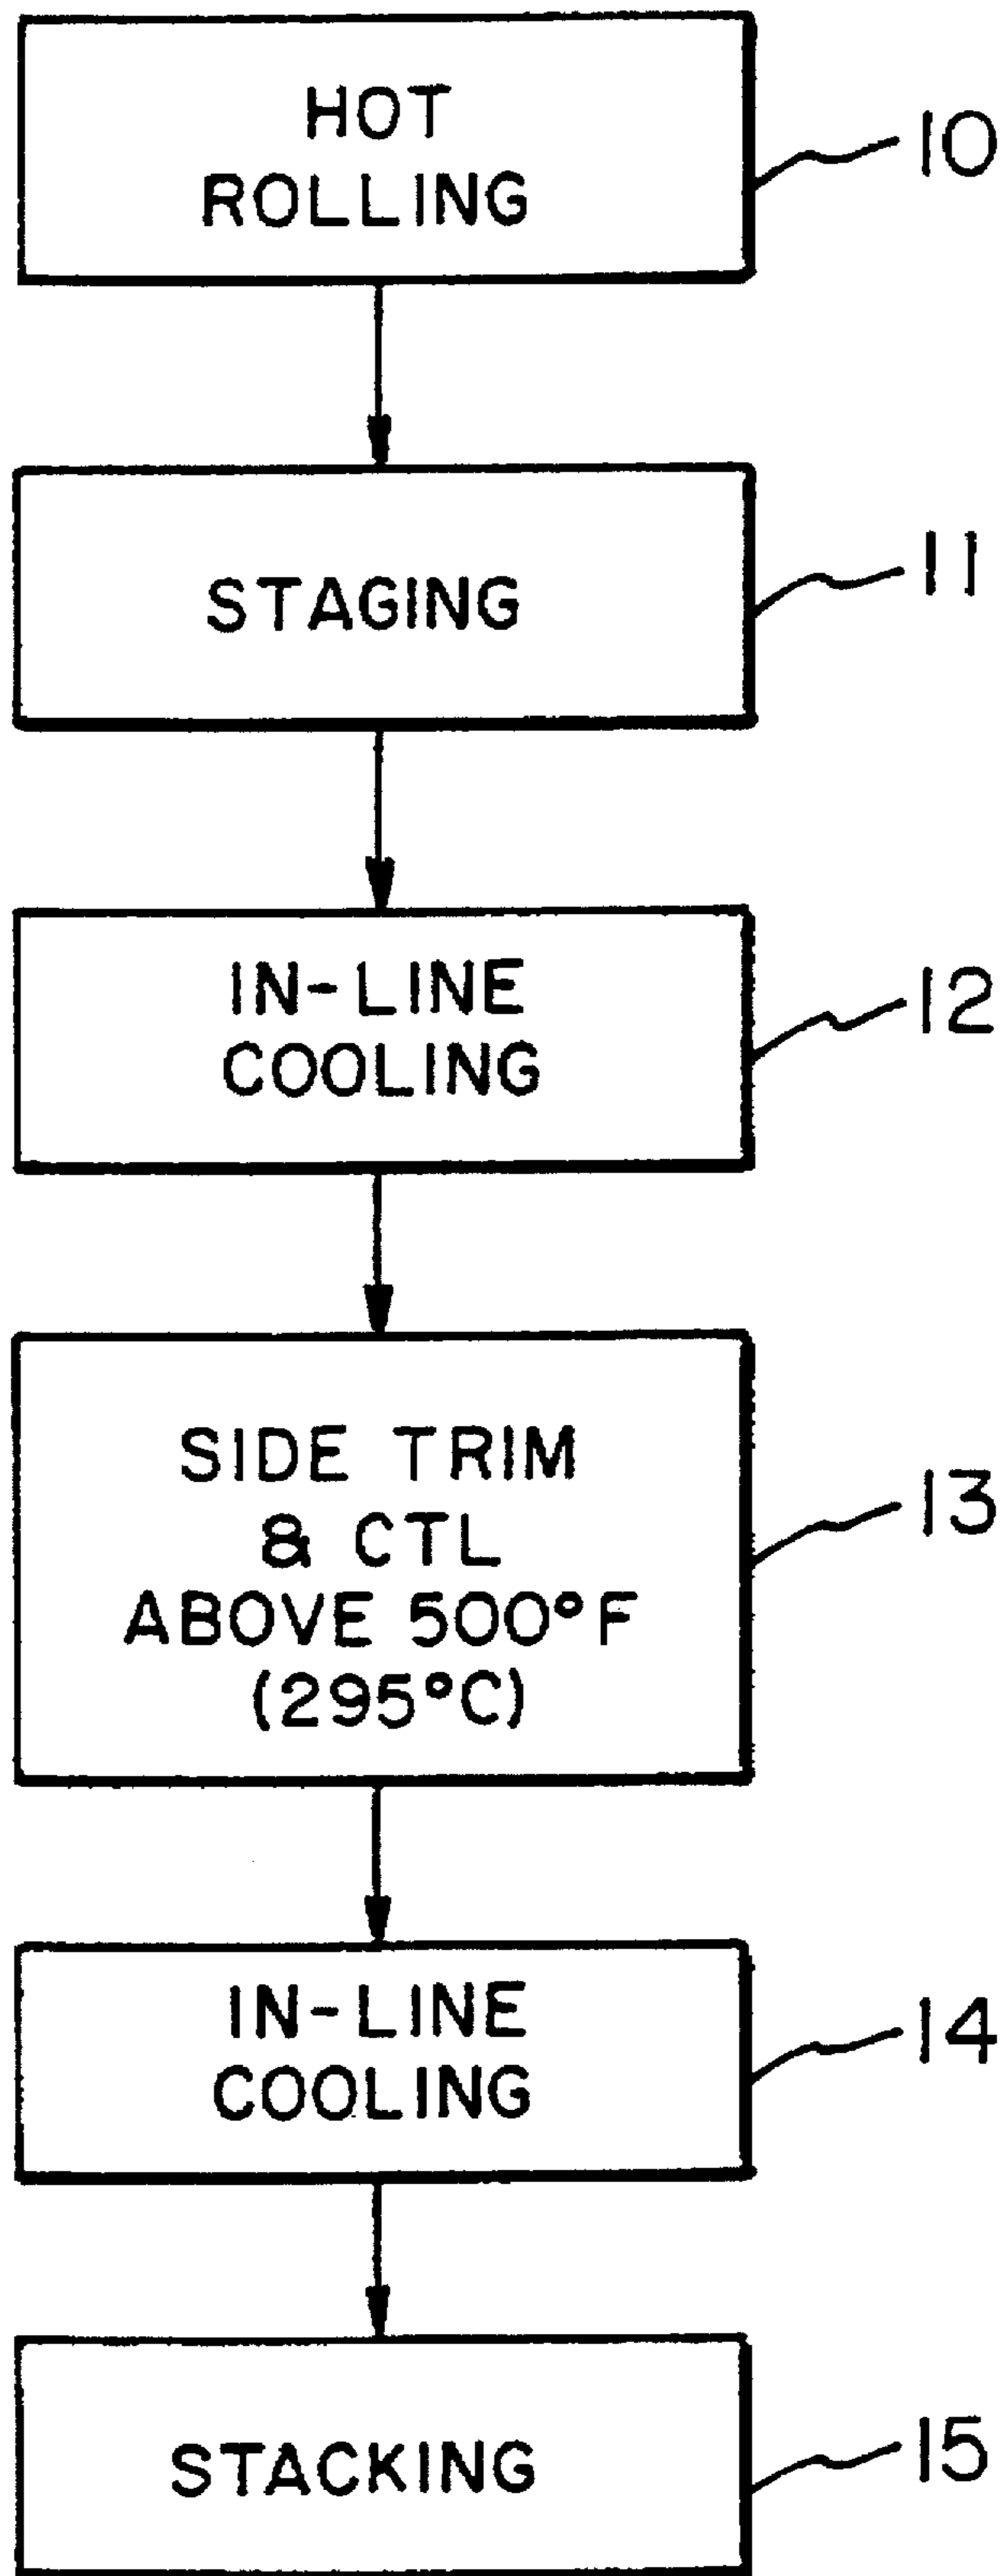 HOT
ROLLING
10
STAGING
11
IN-LINE
COOLING
12
SIDE TRIM
& CTL
ABOVE 500°F
(295°C)
13
IN-LINE
COOLING
14
STACKING
15